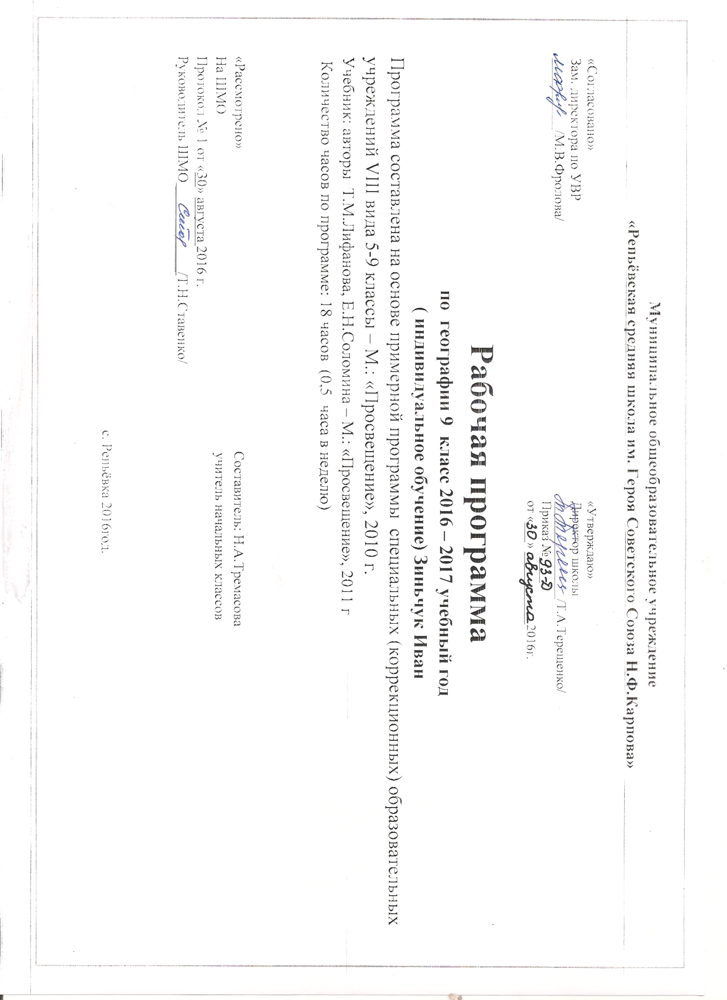 Муниципальное общеобразовательное учреждение
«Репьёвская средняя школа им. Героя Советского Союза Н.Ф.Карпова»
«Согласовано»
Зам. директора по УВР
/М.В.Фролова/
«Утверждаю»
Директор школы
/Т.А.Терещенко/
Приказ № 93-D
от «30» августа 2016г.
Рабочая программа
по географии 9 класс 2016 – 2017 учебный год
( индивидуальное обучение) Зиньчук Иван
Программа составлена на основе примерной программы специальных (коррекционных) образовательных
учреждений VIII вида 5-9 классы – М.: «Просвещение», 2010 г.
Учебник: авторы Т.М.Лифанова, Е.Н.Соломина – М.: «Просвещение», 2011 г
Количество часов по программе: 18 часов (0,5 часа в неделю)
«Рассмотрено»
На ШМО
Протокол № 1 от «30» августа 2016 г.
Руководитель ШМО /Т.Н.Ставенко/
Составитель: Н.А.Тремасова
учитель начальных классов
с. Репьёвка 2016год.